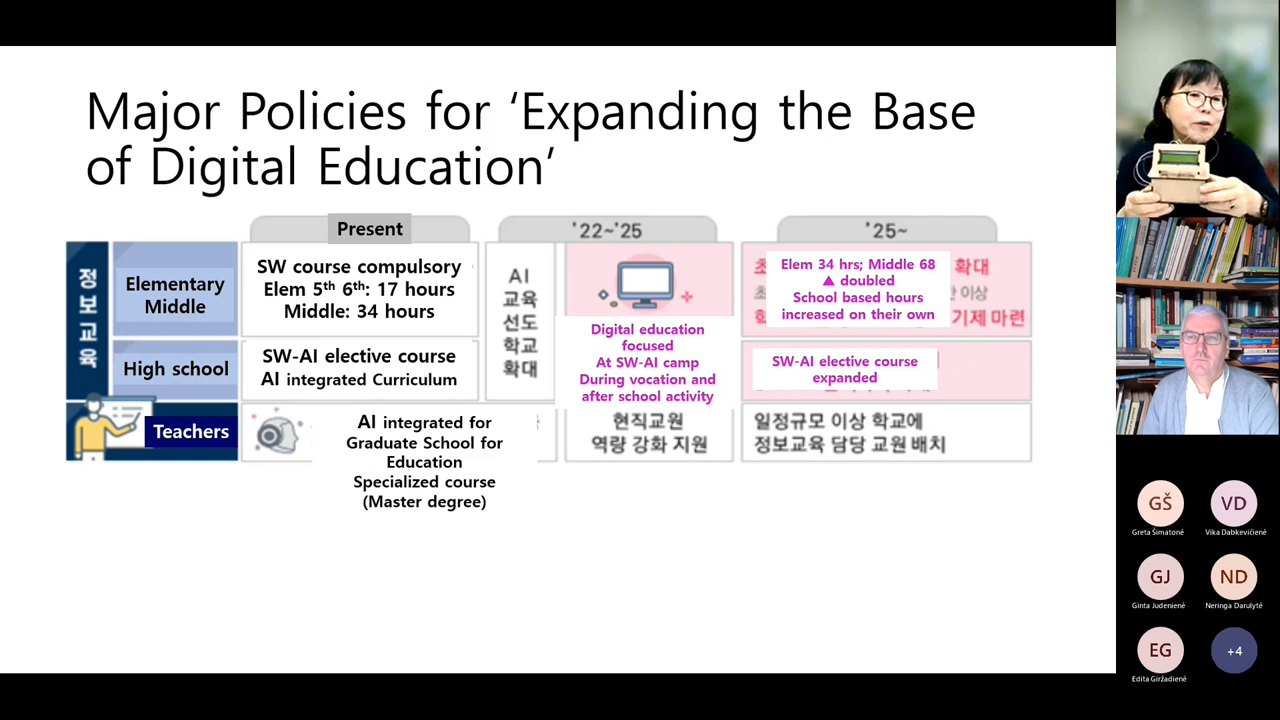 Major Policies for ‘Expanding the Base
of Digital Education’
Present
’22~’25
’25~
정
보
교
육
Elementary
Middle
SW course compulsory
Elem 5th 6th: 17 hours
Middle: 34 hours
AI
교육
선도
학교
확대
Digital education
focused
At SW-AI camp
During vocation and
after school activity
Elem 34 hrs; Middle 68
▲ doubled
School based hours
increased on their own
확대
이상
기제 마련
High school
SW-AI elective course
AI integrated Curriculum
SW-AI elective course
expanded
Teachers
AI integrated for
Graduate School for
Education
Specialized course
(Master degree)
현직교원
역량 강화 지원
일정규모 이상 학교에
정보교육 담당 교원 배치
GŠ
Greta Šimatonė
VD
Vika Dabkevičienė
GJ
Ginta Judenienė
ND
Neringa Darulytė
EG
Edita Giržadienė
+4